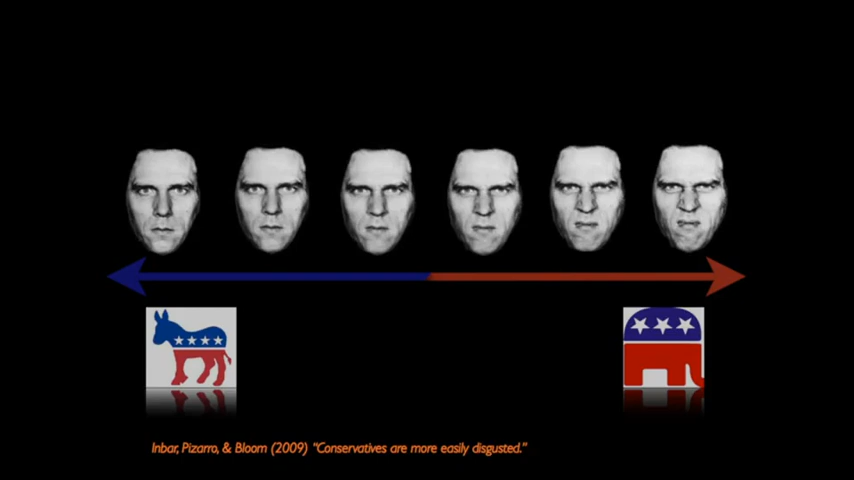 Inbar, Pizarro, & Bloom (2009) "Conservatives are more easily disgusted."